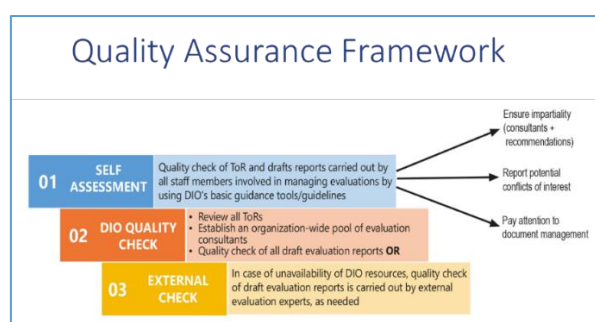 Quality Assurance Framework
Ensure impartiality
(consultants +
recommendations)
01
SELF
ASSESSMENT
Quality check of ToR and drafts reports carried out by
all staff members involved in managing evaluations by
using DIO's basic guidance tools/guidelines
Report potential
conflicts of interest
Pay attention to
document management
02
DIO QUALITY
CHECK
• Review all ToRs
• Establish an organization-wide pool of evaluation
consultants
• Quality check of all draft evaluation reports OR
03
EXTERNAL
CHECK
In case of unavailability of DIO resources, quality check
of draft evaluation reports is carried out by external
evaluation experts, as needed